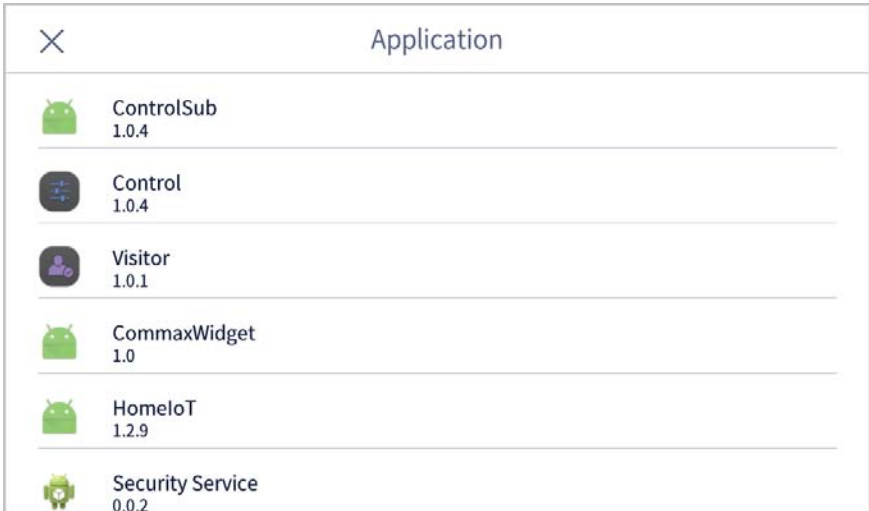 Application
ControlSub
1.0.4
Control
1.0.4
Visitor
1.0.1
CommaxWidget
1.0
HomeIoT
1.2.9
Security Service
0.0.2